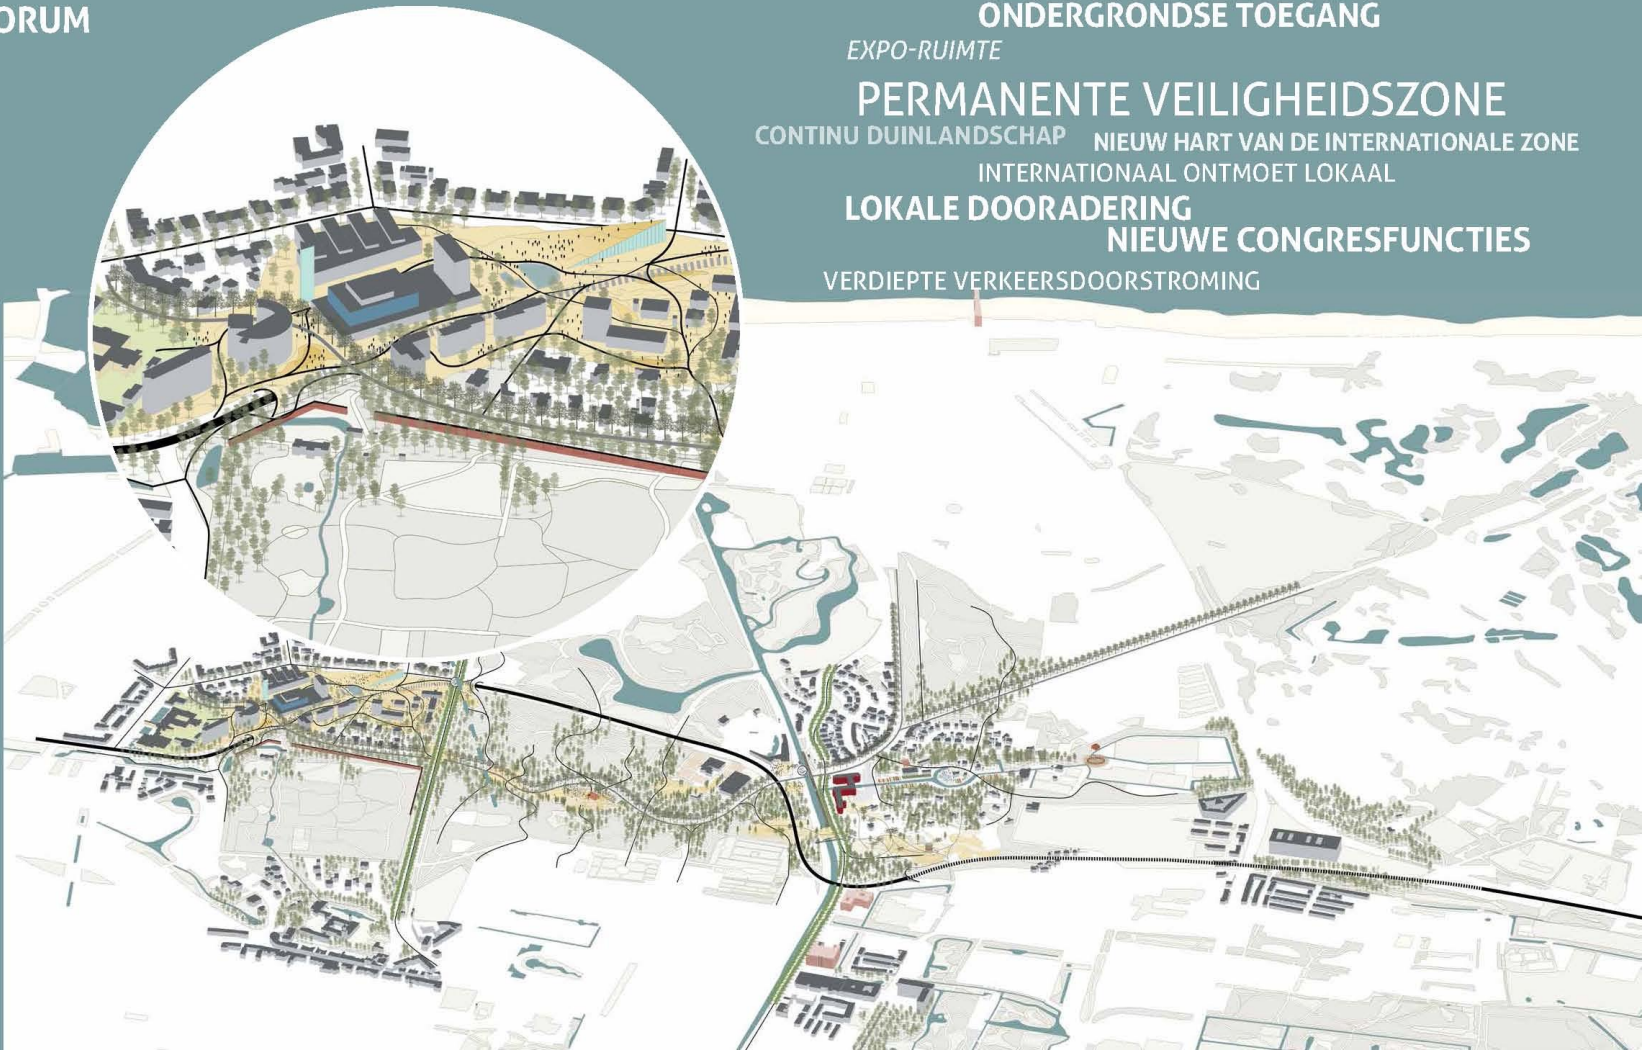 ORUM
ONDERGRONDSE TOEGANG
EXPO-RUIMTE
PERMANENTE VEILIGHEIDSZONE
CONTINU DUINLANDSCHAP
NIEUW HART VAN DE INTERNATIONALE ZONE
INTERNATIONAAL ONTMOET LOKAAL
LOKALE DOORADERING
NIEUWE CONGRESFUNCTIES
VERDIEPTE VERKEERSDOORSTROMING